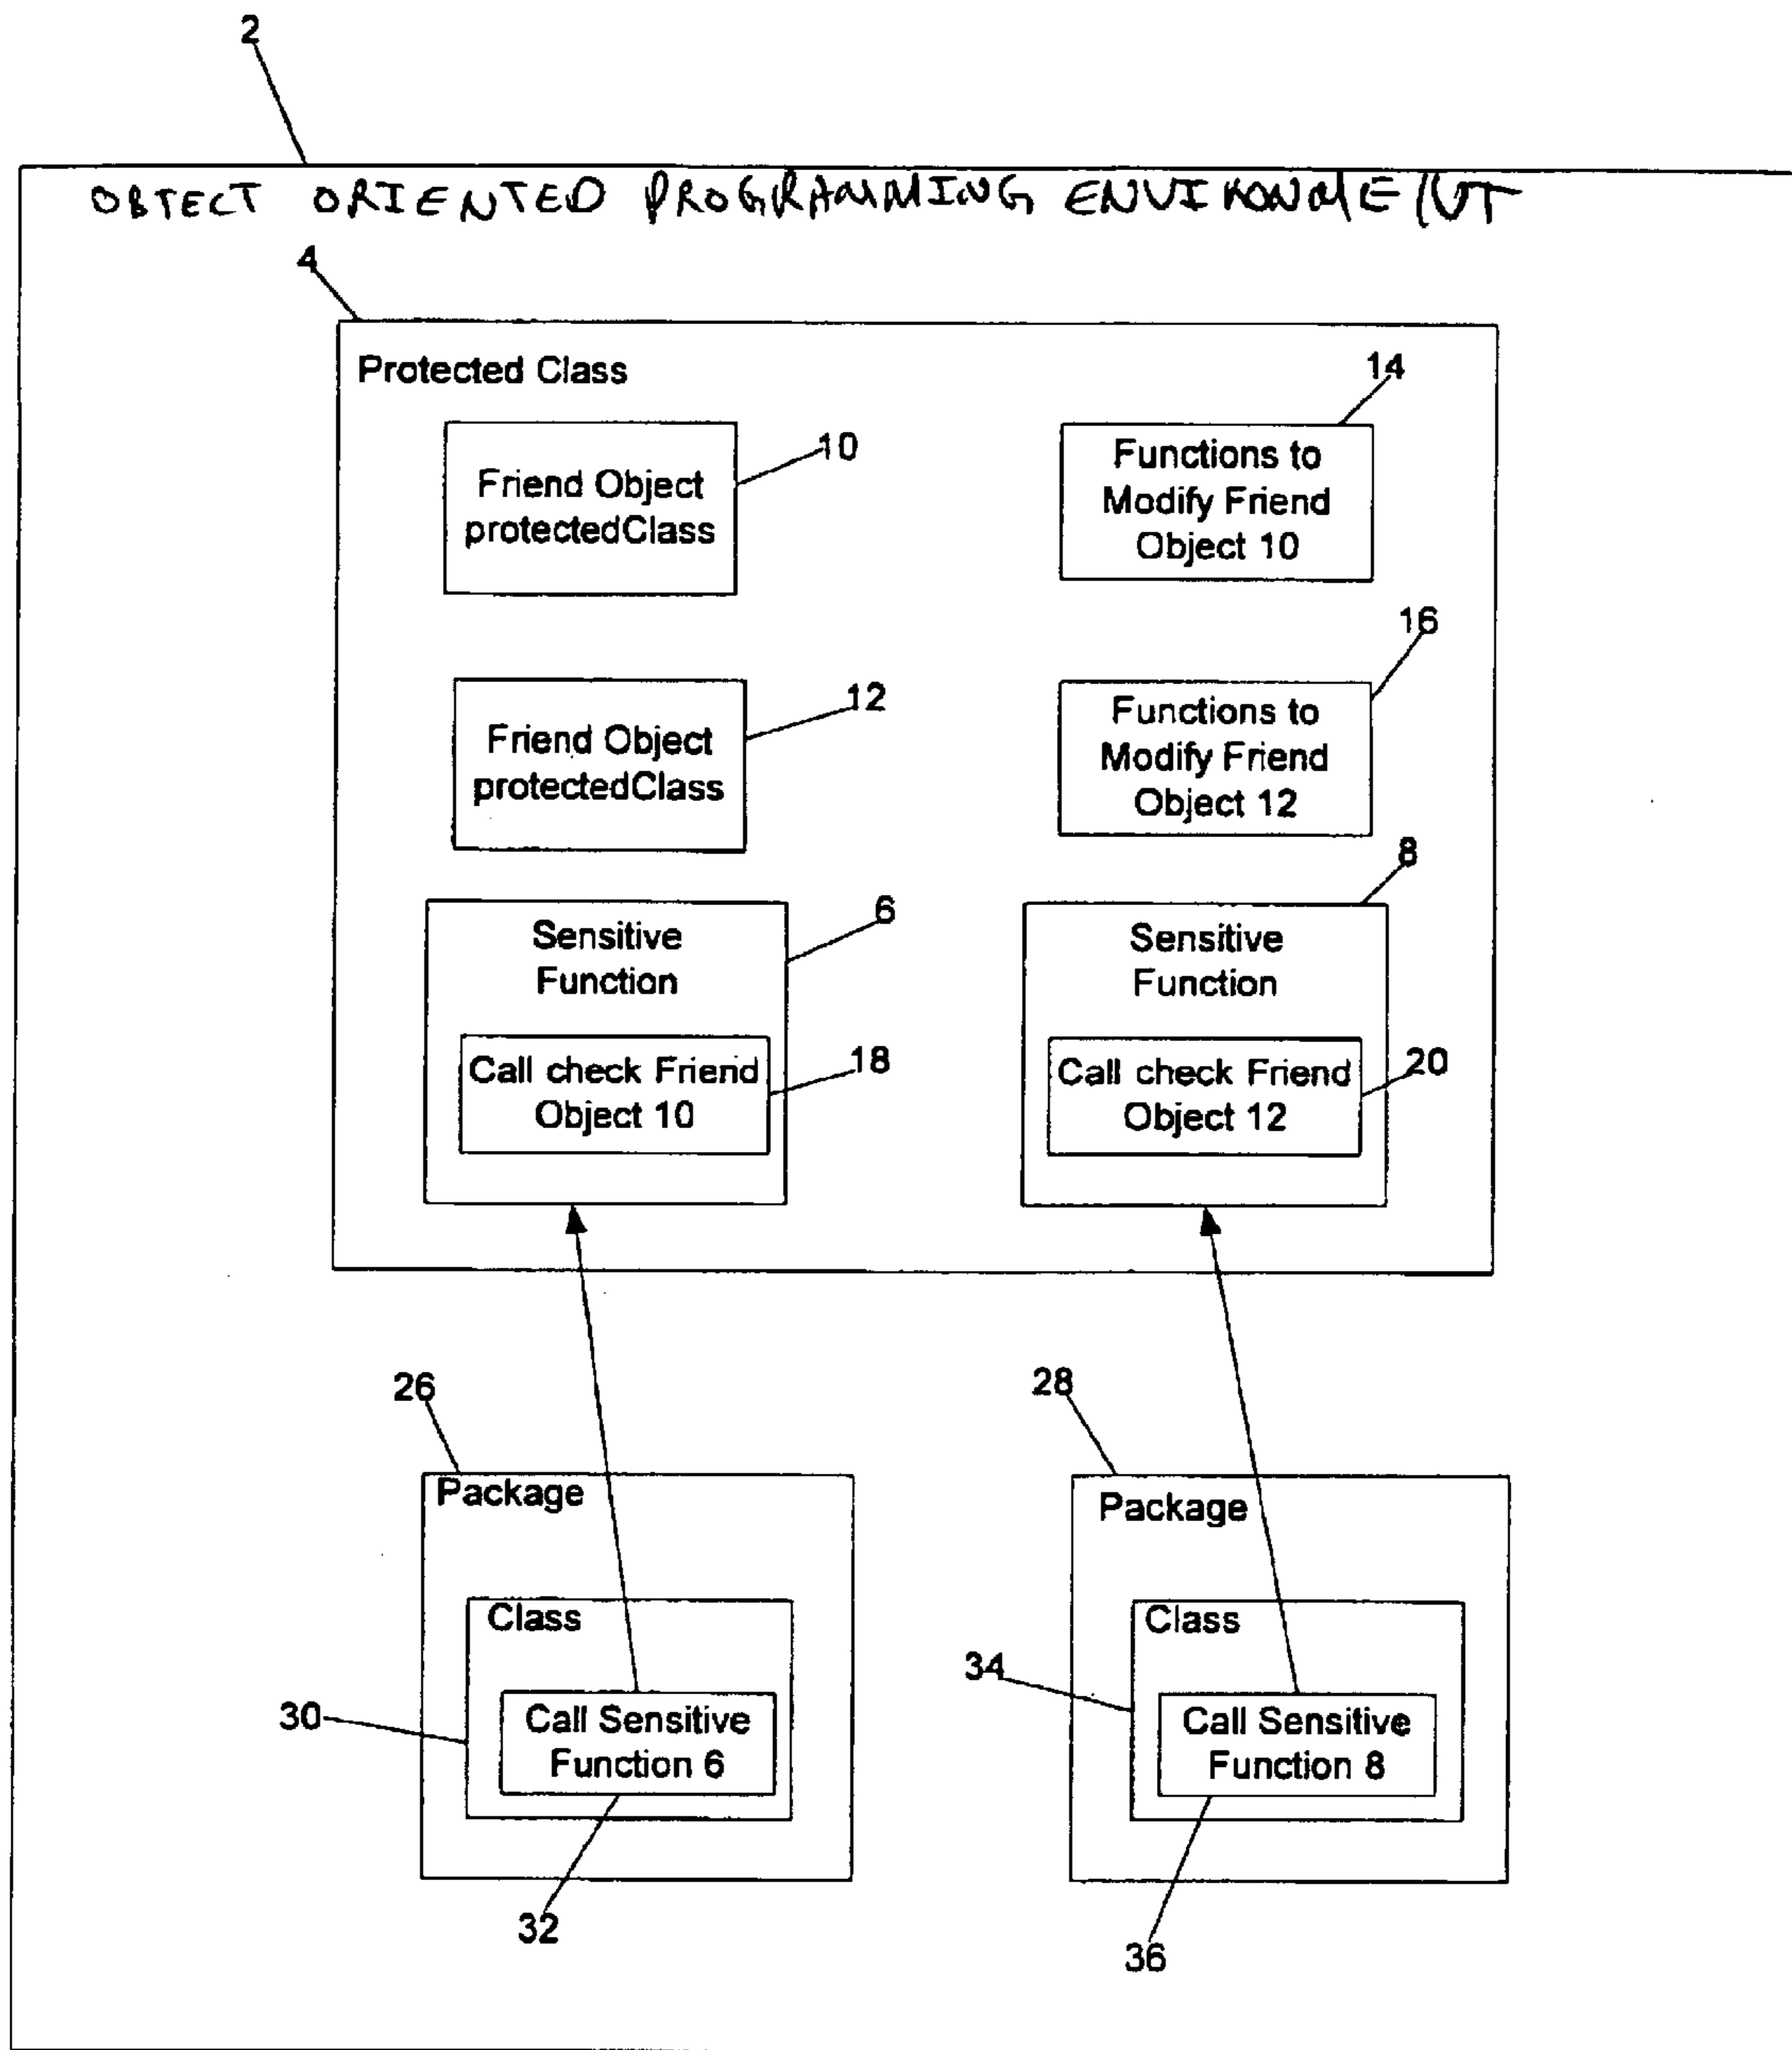 2
OBJECT ORIENTED PROGRAMMING ENVIRONMENT
4
Protected Class
14
10
Friend Object
protectedClass
Functions to
Modify Friend
Object 10
16
12
Friend Object
protectedClass
Functions to
Modify Friend
Object 12
8
6
Sensitive
Function
Sensitive
Function
Call check Friend
Object 10
18
Call check Friend
Object 12
20
26
28
Package
Package
Class
Class
34
30
Call Sensitive
Function 6
Call Sensitive
Function 8
32
36